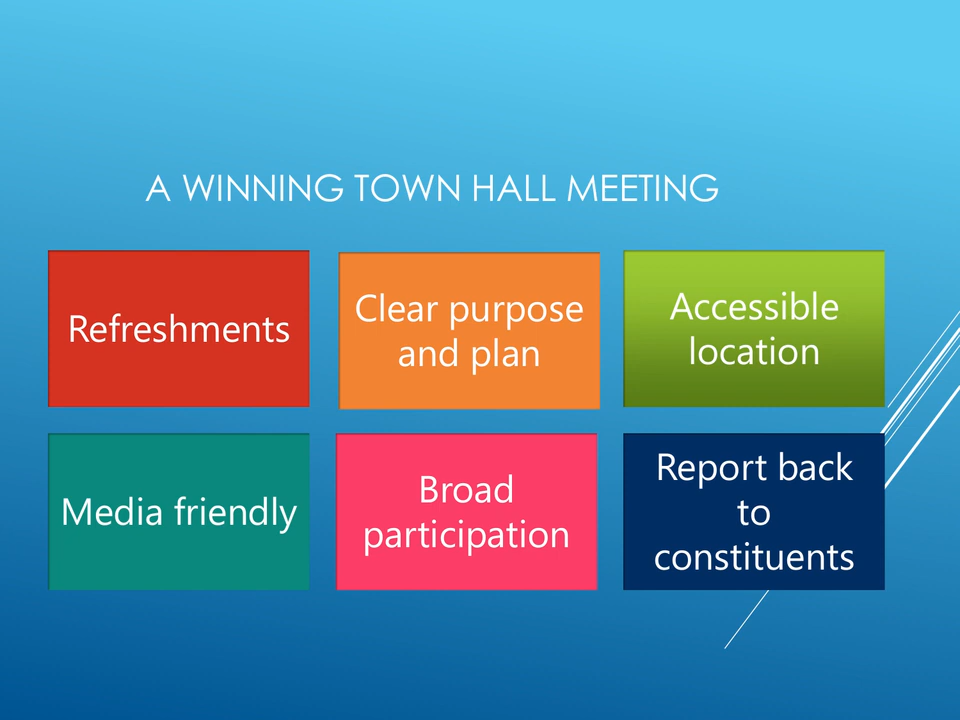 A WINNING TOWN HALL MEETING
Refreshments
Clear purpose
and plan
Accessible
location
Media friendly
Broad
participation
Report back
to
constituents